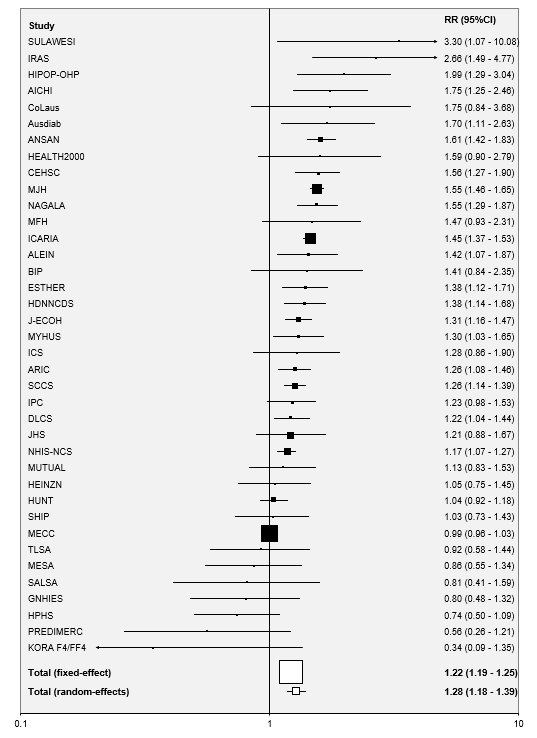 RR (95%CI)
Study
SULAWESI 3.30 (1.07 - 10.08)
IRAS 2.66 (1.49 - 4.77)
HIPOP-OHP 1.99 (1.29 - 3.04)
AICHI 1.75 (1.25 - 2.46)
CoLaus 1.75 (0.84 - 3.68)
Ausdiab 1.70 (1.11 - 2.63)
ANSAN 1.61 (1.42 - 1.83)
HEALTH2000 1.59 (0.90 - 2.79)
CEHSC 1.56 (1.27 - 1.90)
MJH 1.55 (1.46 - 1.65)
NAGALA 1.55 (1.29 - 1.87)
MFH 1.47 (0.93 - 2.31)
ICARIA 1.45 (1.37 - 1.53)
ALEIN 1.42 (1.07 - 1.87)
BIP 1.41 (0.84 - 2.35)
ESTHER 1.38 (1.12 - 1.71)
HDNNCDS 1.38 (1.14 - 1.68)
J-ECOH 1.31 (1.16 - 1.47)
MYHUS 1.30 (1.03 - 1.65)
ICS 1.28 (0.86 - 1.90)
ARIC 1.26 (1.08 - 1.46)
SCCS 1.26 (1.14 - 1.39)
IPC 1.23 (0.98 - 1.53)
DLCS 1.22 (1.04 - 1.44)
JHS 1.21 (0.88 - 1.67)
NHIS-NCS 1.17 (1.07 - 1.27)
MUTUAL 1.13 (0.83 - 1.53)
HEINZN 1.05 (0.75 - 1.45)
HUNT 1.04 (0.92 - 1.18)
SHIP 1.03 (0.73 - 1.43)
MECC 0.99 (0.96 - 1.03)
TLSA 0.92 (0.58 - 1.44)
MESA 0.86 (0.55 - 1.34)
SALSA 0.81 (0.41 - 1.59)
GNHIES 0.80 (0.48 - 1.32)
HPHS 0.74 (0.50 - 1.09)
PREDIMERC 0.56 (0.26 - 1.21)
KORA F4/FF4 0.34 (0.09 - 1.35)
Total (fixed-effect) 1.22 (1.19 - 1.25)
Total (random-effects) 1.28 (1.18 - 1.39)
0.1 1 10